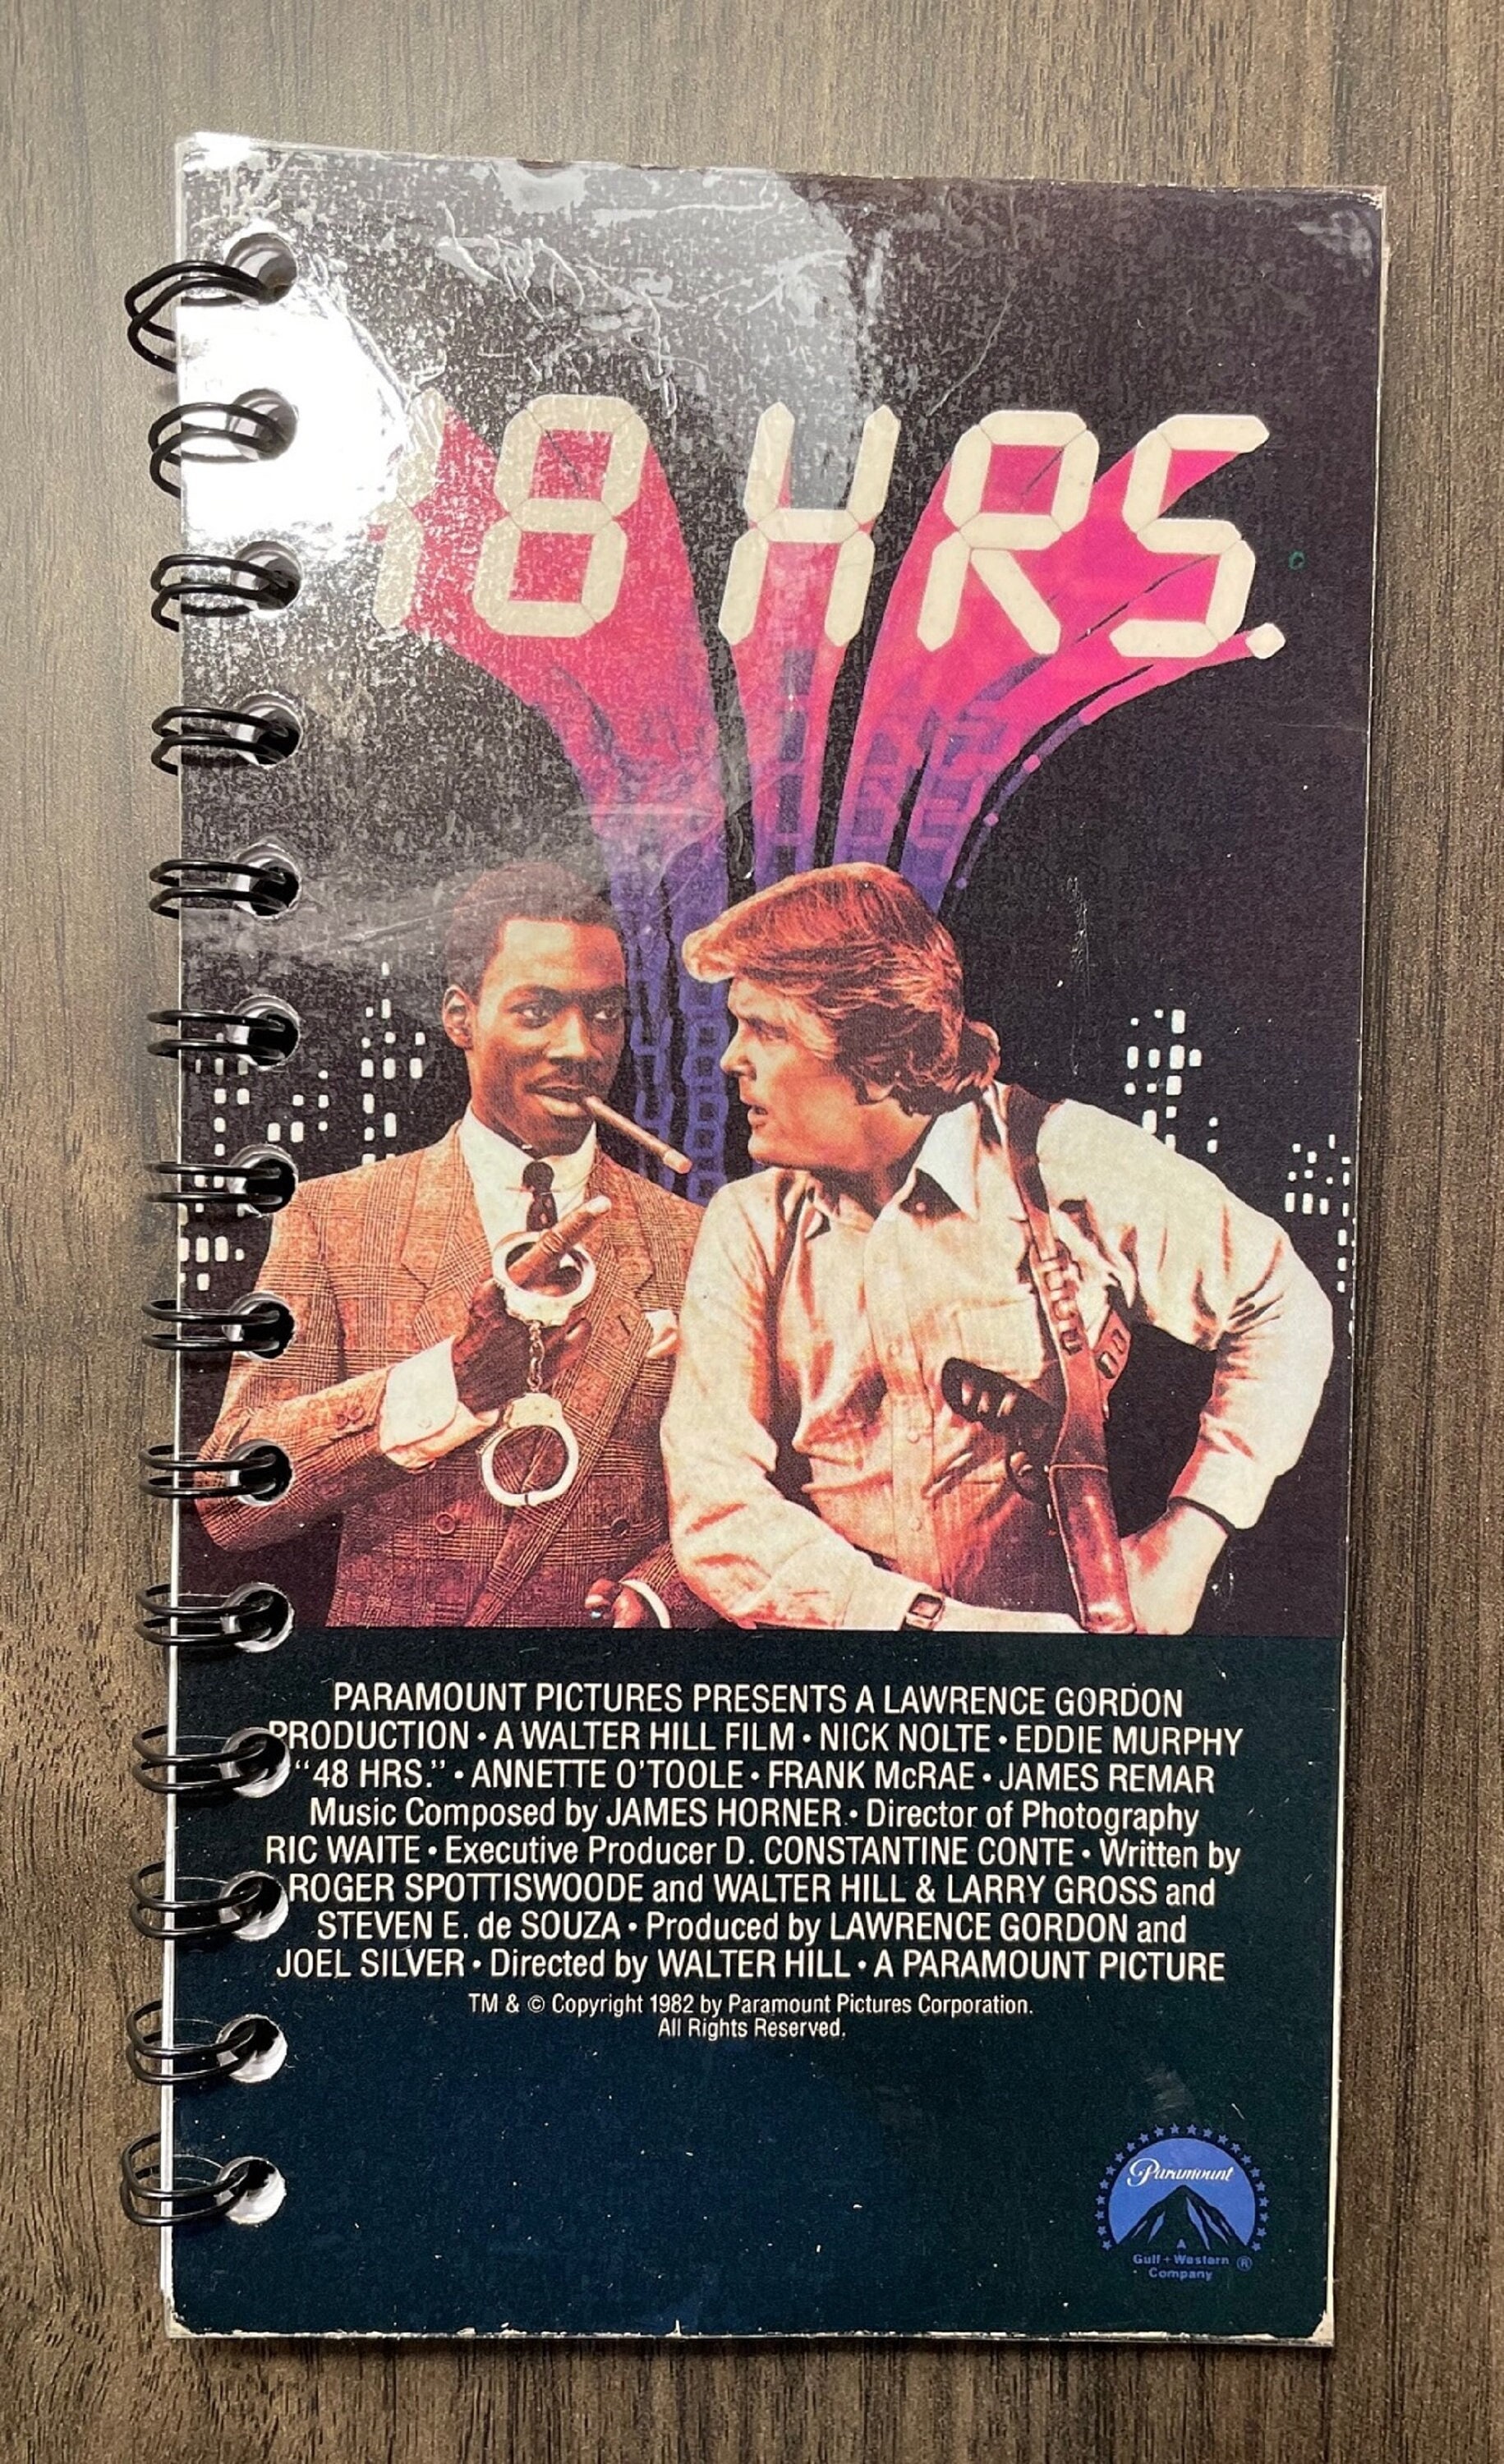 48 HRS.
PARAMOUNT PICTURES PRESENTS A LAWRENCE GORDON
PRODUCTION • A WALTER HILL FILM • NICK NOLTE • EDDIE MURPHY
"48 HRS." • ANNETTE O'TOOLE • FRANK McRAE • JAMES REMAR
Music Composed by JAMES HORNER • Director of Photography
RIC WAITE • Executive Producer D. CONSTANTINE CONTE • Written by
ROGER SPOTTISWOODE and WALTER HILL & LARRY GROSS and
STEVEN E. de SOUZA • Produced by LAWRENCE GORDON and
JOEL SILVER • Directed by WALTER HILL • A PARAMOUNT PICTURE
TM & © Copyright 1982 by Paramount Pictures Corporation.
All Rights Reserved.
Paramount
A
Gulf + Western ®
Company